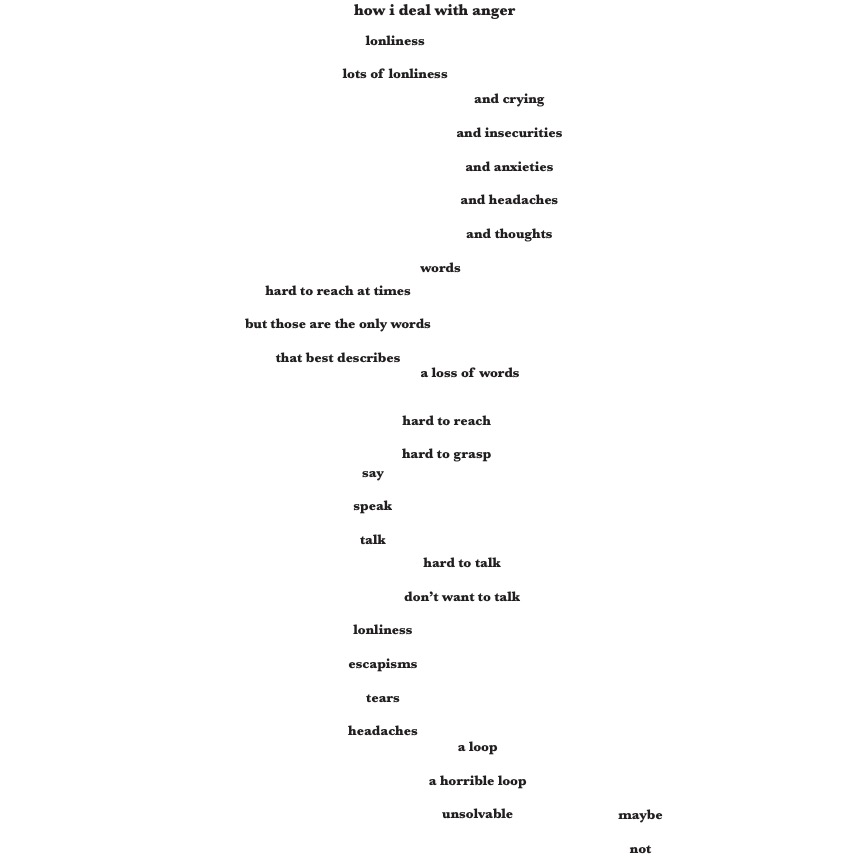 how i deal with anger
lonliness
lots of lonliness
and crying
and insecurities
and anxieties
and headaches
and thoughts
words
hard to reach at times
but those are the only words
that best describes
a loss of words
hard to reach
hard to grasp
say
speak
talk
hard to talk
don’t want to talk
lonliness
escapisms
tears
headaches
a loop
a horrible loop
unsolvable
maybe
not